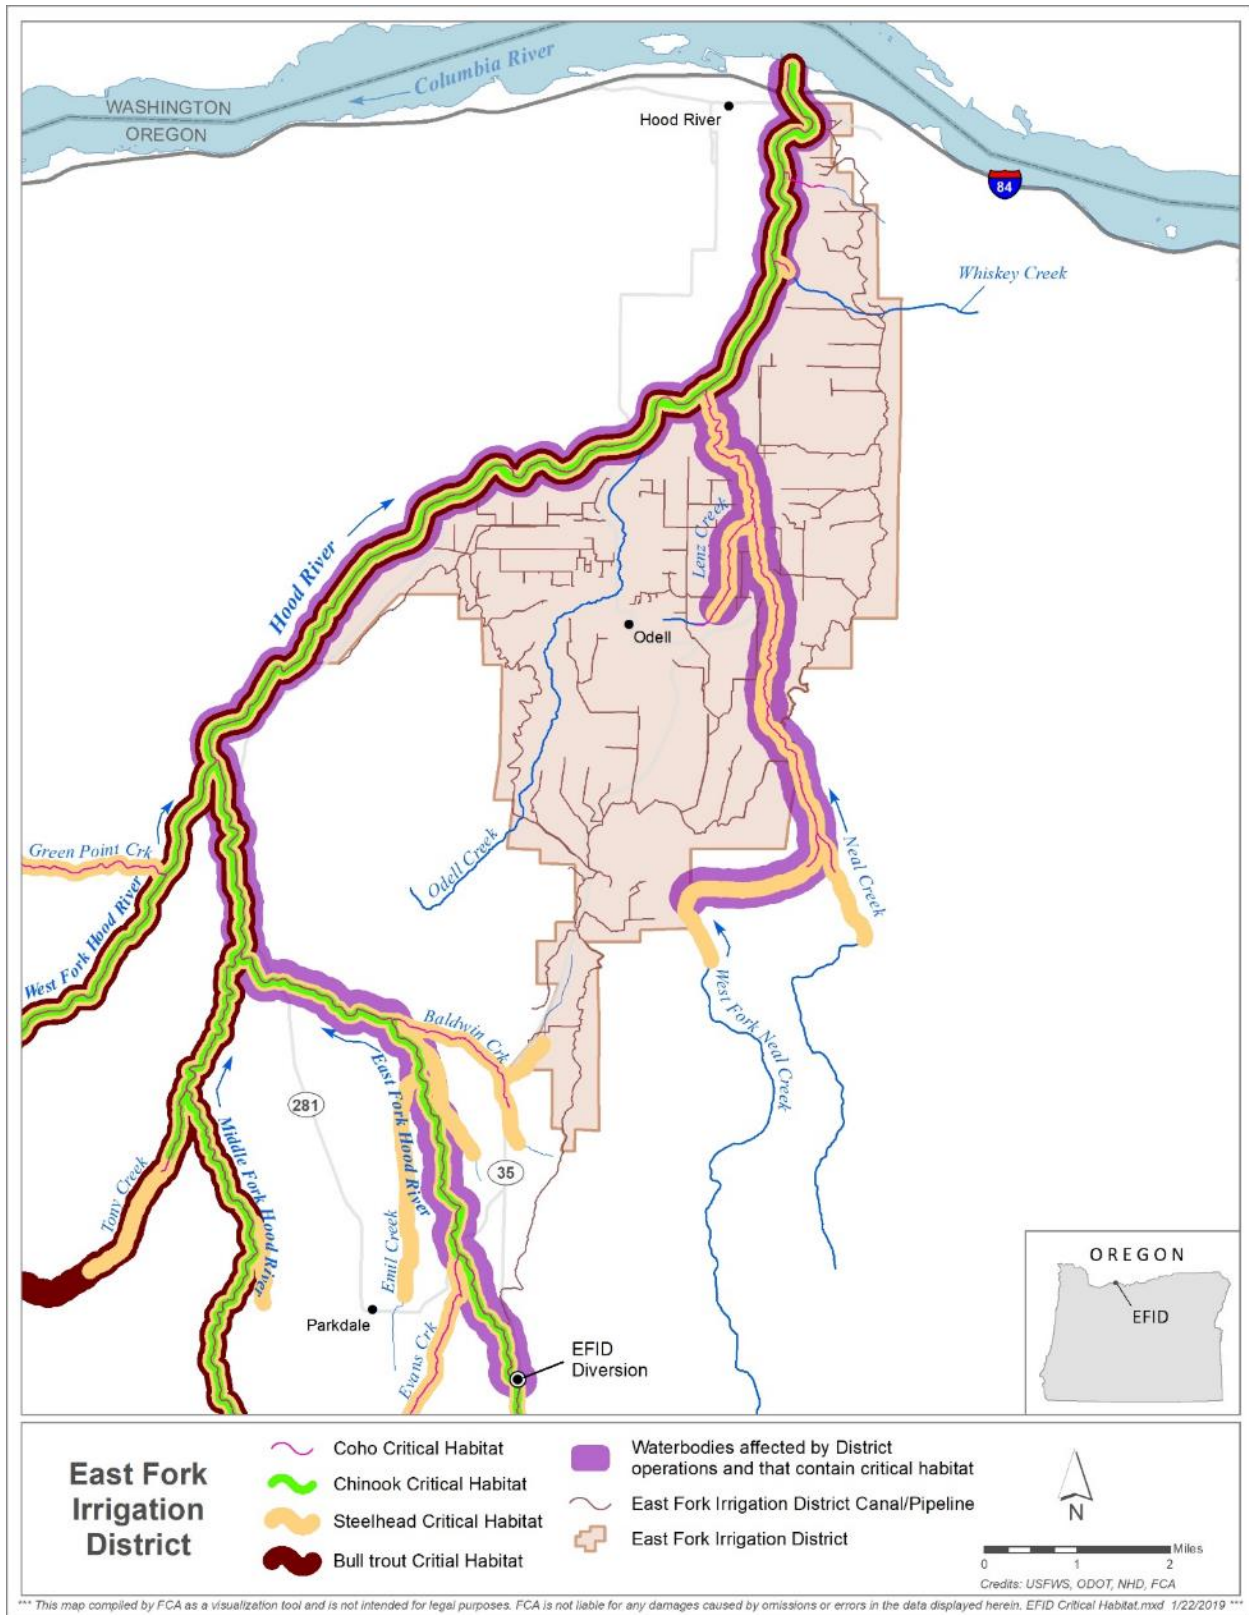 Columbia River
WASHINGTON
OREGON
Hood River
84
Whiskey Creek
Hood River
Lenz Creek
Odell
Green Point Crk
Odell Creek
Neal Creek
West Fork Hood River
West Fork Neal Creek
Baldwin Crk
East Fork Hood River
281
Middle Fork Hood River
Tony Creek
35
Emil Creek
Parkdale
Evans Crk
EFID
Diversion
OREGON
EFID
East Fork
Irrigation
District
Coho Critical Habitat
Chinook Critical Habitat
Steelhead Critical Habitat
Bull trout Critial Habitat
Waterbodies affected by District
operations and that contain critical habitat
East Fork Irrigation District Canal/Pipeline
East Fork Irrigation District
N
Miles
0 1 2
Credits: USFWS, ODOT, NHD, FCA
*** This map compiled by FCA as a visualization tool and is not intended for legal purposes. FCA is not liable for any damages caused by omissions or errors in the data displayed herein. EFID Critical Habitat.mxd 1/22/2019 ***